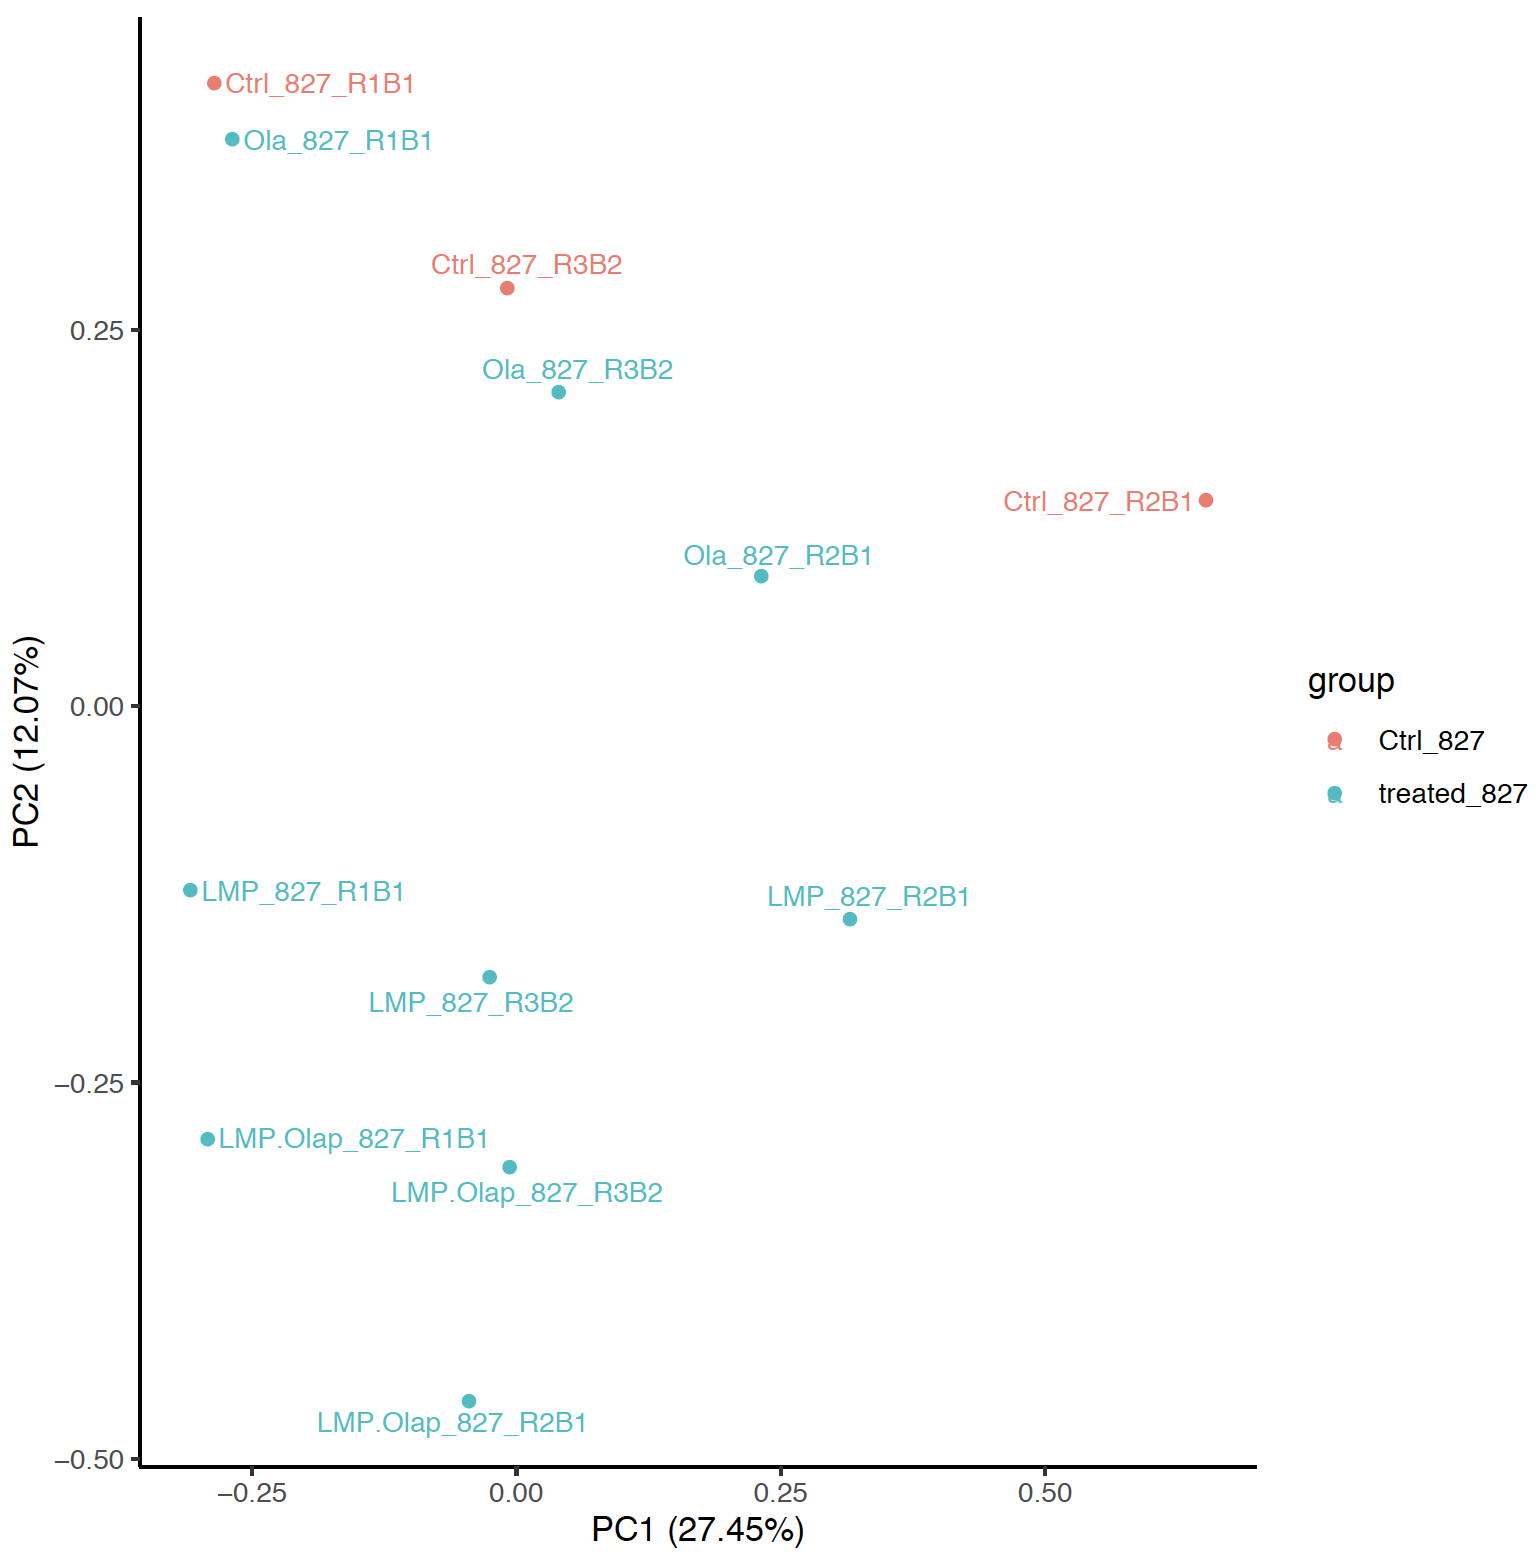 Ctrl_827_R1B1
Ola_827_R1B1
Ctrl_827_R3B2
0.25
Ola_827_R3B2
Ctrl_827_R2B1
Ola_827_R2B1
PC2 (12.07%)
0.00
group
a Ctrl_827
a treated_827
LMP_827_R1B1
LMP_827_R2B1
LMP_827_R3B2
−0.25
LMP.Olap_827_R1B1
LMP.Olap_827_R3B2
LMP.Olap_827_R2B1
−0.50
−0.25 0.00 0.25 0.50
PC1 (27.45%)